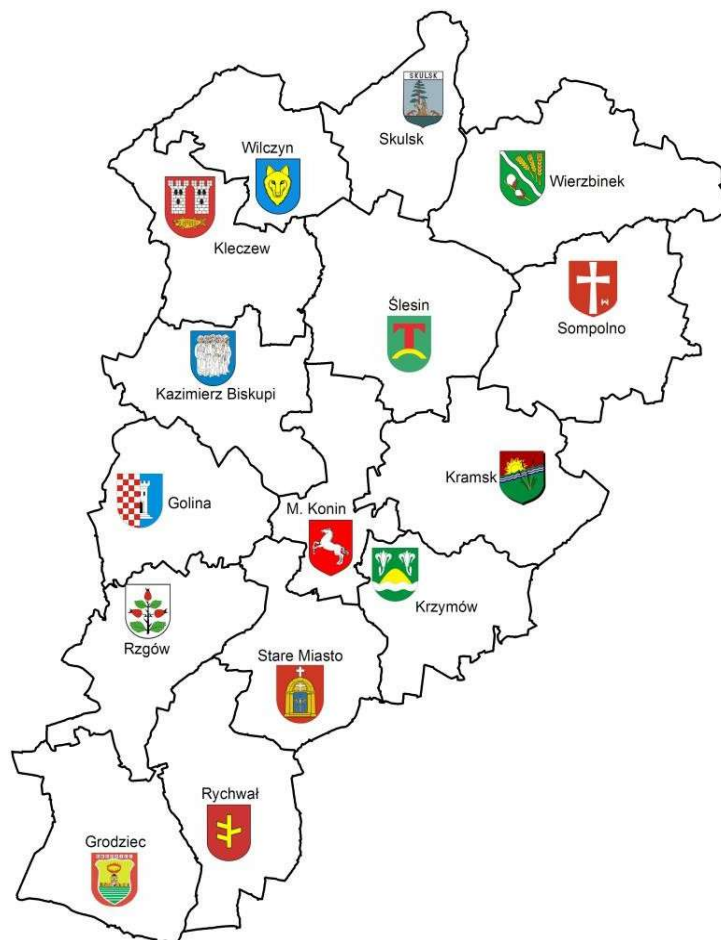 SKULSK
Skulsk
Wilczyn
Wierzbinek
Kleczew
Ślesin
Sompolno
Kazimierz Biskupi
Kramsk
Golina
M. Konin
Krzymów
Rzgów
Stare Miasto
Rychwał
Grodziec